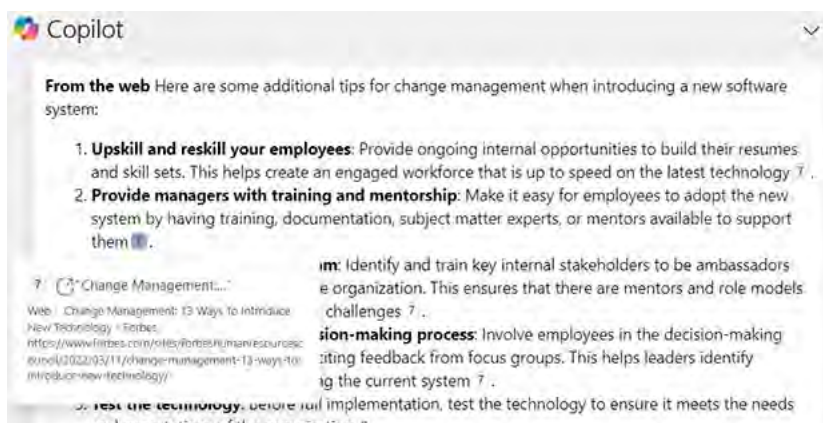 Copilot
From the web Here are some additional tips for change management when introducing a new software
system:
1. Upskill and reskill your employees: Provide ongoing internal opportunities to build their resumes
and skill sets. This helps create an engaged workforce that is up to speed on the latest technology 7 .
2. Provide managers with training and mentorship: Make it easy for employees to adopt the new
system by having training, documentation, subject matter experts, or mentors available to support
them .
am: Identify and train key internal stakeholders to be ambassadors
e organization. This ensures that there are mentors and role models
challenges 7 .
sion-making process: Involve employees in the decision-making
citing feedback from focus groups. This helps leaders identify
g the current system 7 .
7 "Change Management:..."
Web Change Management: 13 Ways To Introduce
New Technology - Forbes
https://www.forbes.com/sites/forbeshumanresourcesc
ouncil/2022/03/11/change-management-13-ways-to-
introduce-new-technology/
5. Test the technology: Before full implementation, test the technology to ensure it meets the needs